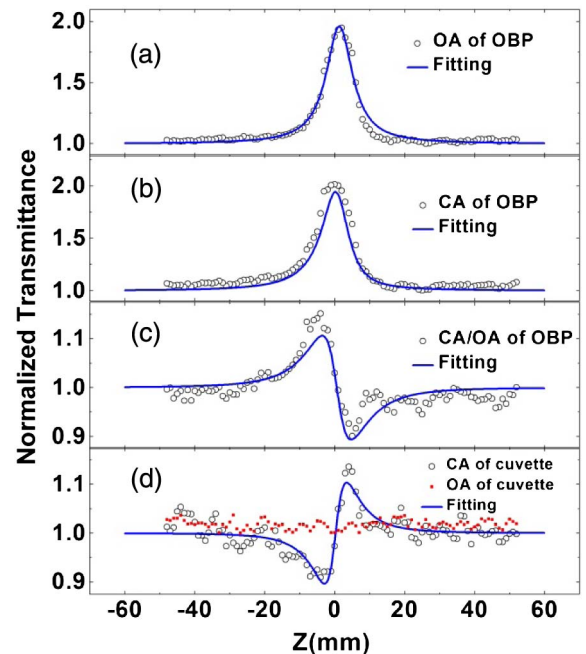 Normalized Transmittance
(a)
OA of OBP
Fitting
2.0
1.5
1.0
(b)
CA of OBP
Fitting
2.0
1.5
1.0
(c)
CA/OA of OBP
Fitting
1.1
1.0
0.9
(d)
CA of cuvette
OA of cuvette
Fitting
1.1
1.0
0.9
-60 -40 -20 0 20 40 60
Z(mm)